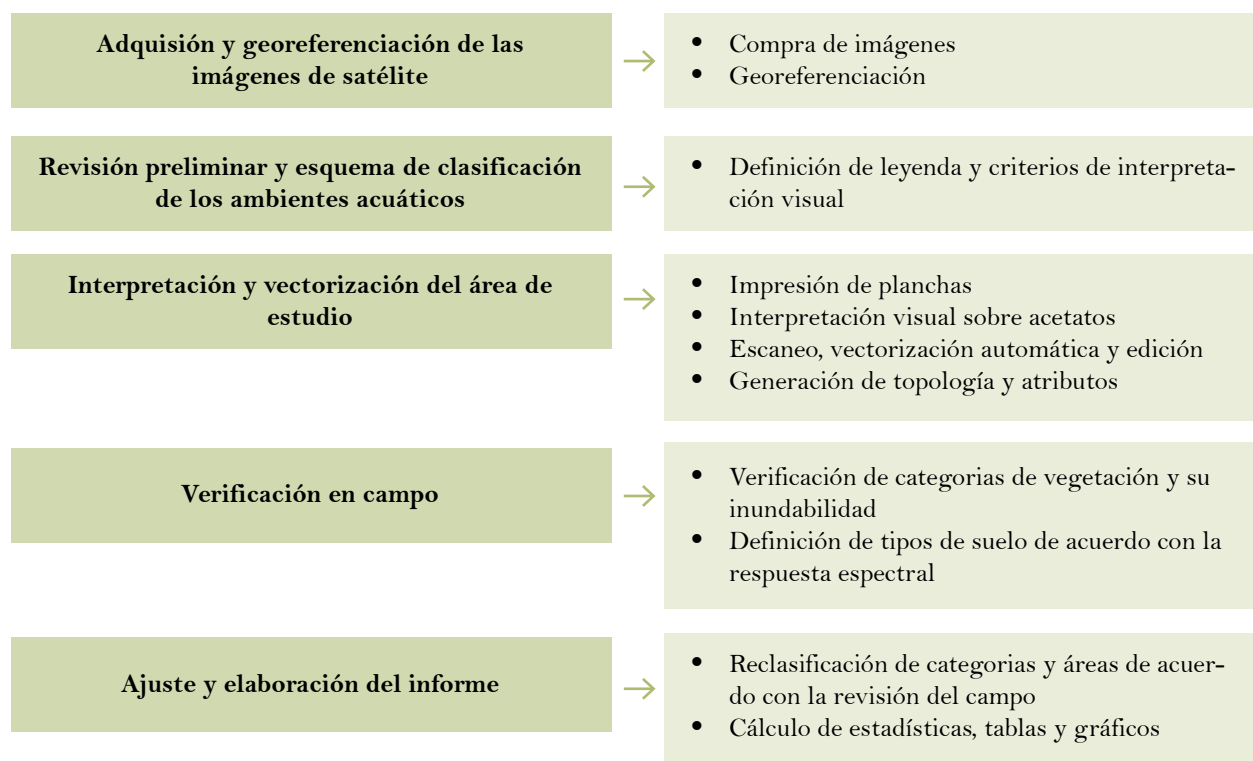 Adquisión y georeferenciación de las
imágenes de satélite
→
• Compra de imágenes
• Georeferenciación
Revisión preliminar y esquema de clasificación
de los ambientes acuáticos
→
• Definición de leyenda y criterios de interpreta-
ción visual
Interpretación y vectorización del área de
estudio
→
• Impresión de planchas
• Interpretación visual sobre acetatos
• Escaneo, vectorización automática y edición
• Generación de topología y atributos
Verificación en campo
→
• Verificación de categorias de vegetación y su
inundabilidad
• Definición de tipos de suelo de acuerdo con la
respuesta espectral
Ajuste y elaboración del informe
→
• Reclasificación de categorias y áreas de acuer-
do con la revisión del campo
• Cálculo de estadísticas, tablas y gráficos